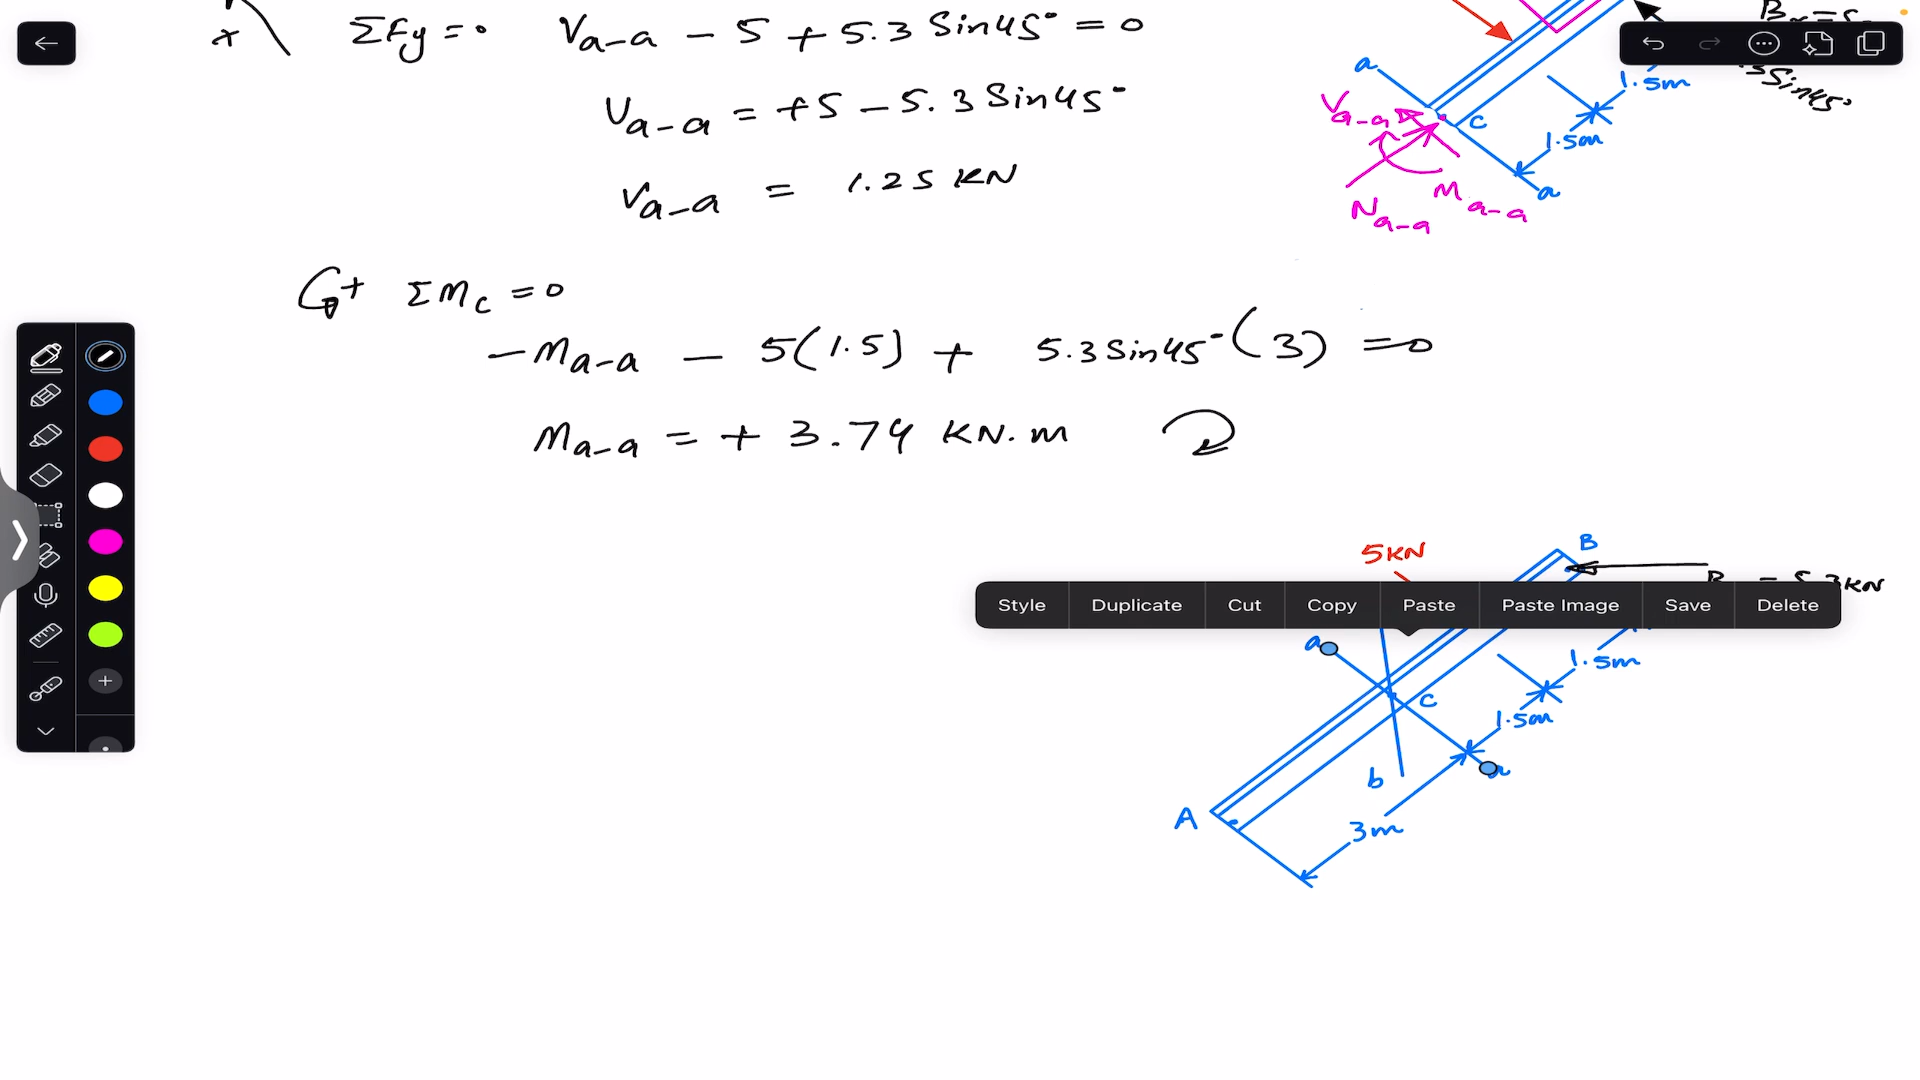 + ΣFy = 0 Va-a - 5 + 5.3 Sin45° = 0
Va-a = +5 - 5.3 Sin45°
Va-a = 1.25 KN
+ ΣMc = 0
-Ma-a - 5(1.5) + 5.3 Sin45° (3) = 0
Ma-a = + 3.74 KN.m
a
Va-a
c
1.5m
1.5m
a
Ma-a
Na-a
Sin45°
5KN
B
3KN
Style Duplicate Cut Copy Paste Paste Image Save Delete
a
c
1.5m
1.5m
b
A
3m